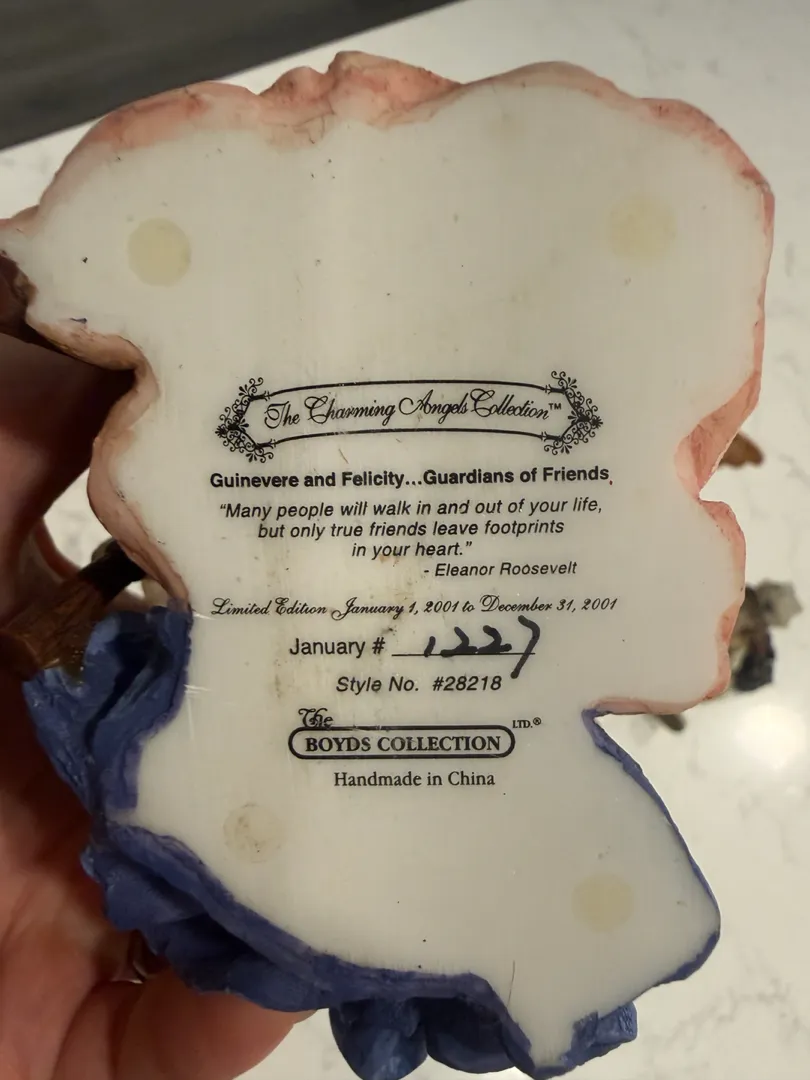 The Charming Angels Collection™
Guinevere and Felicity...Guardians of Friends
"Many people will walk in and out of your life,
but only true friends leave footprints
in your heart."
- Eleanor Roosevelt
Limited Edition January 1, 2001 to December 31, 2001
January # 1227
Style No. #28218
The
BOYDS COLLECTION LTD.®
Handmade in China